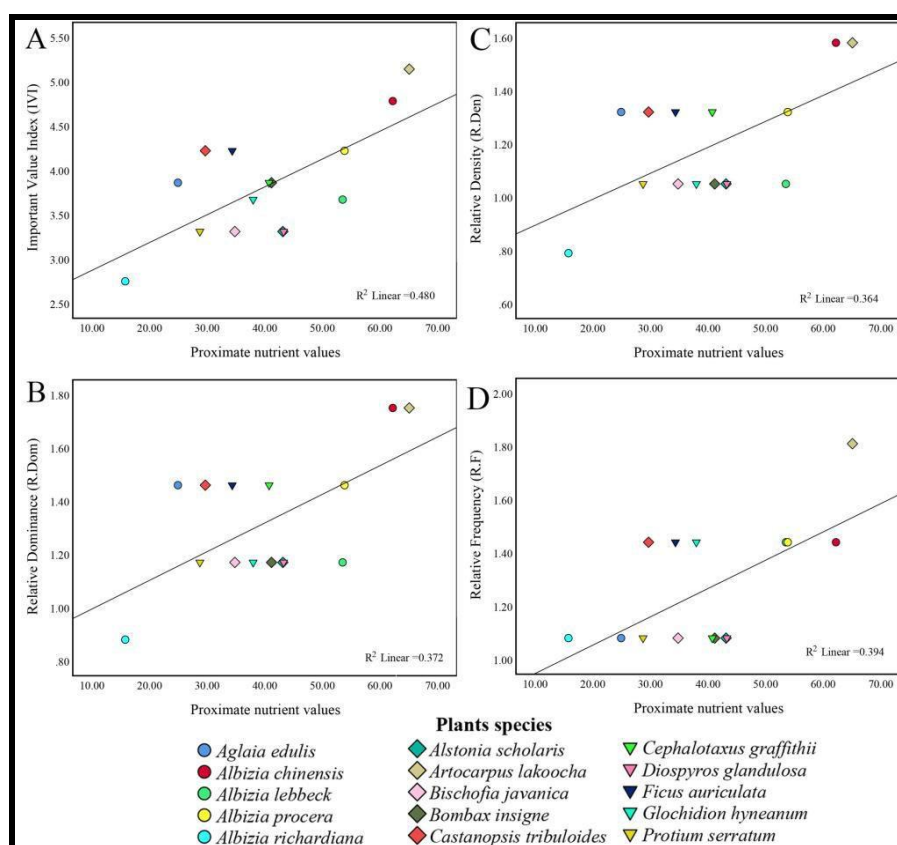 A
Important Value Index (IVI)
5.50
5.00
4.50
4.00
3.50
3.00
2.50
10.00 20.00 30.00 40.00 50.00 60.00 70.00
Proximate nutrient values
R² Linear =0.480
C
Relative Density (R.Den)
1.60
1.40
1.20
1.00
.80
.60
10.00 20.00 30.00 40.00 50.00 60.00 70.00
Proximate nutrient values
R² Linear =0.364
B
Relative Dominance (R.Dom)
1.80
1.60
1.40
1.20
1.00
.80
10.00 20.00 30.00 40.00 50.00 60.00 70.00
Proximate nutrient values
R² Linear =0.372
D
Relative Frequency (R.F)
2.00
1.80
1.60
1.40
1.20
1.00
10.00 20.00 30.00 40.00 50.00 60.00 70.00
Proximate nutrient values
R² Linear =0.394
Plants species
Aglaia edulis
Albizia chinensis
Albizia lebbeck
Albizia procera
Albizia richardiana
Alstonia scholaris
Artocarpus lakoocha
Bischofia javanica
Bombax insigne
Castanopsis tribuloides
Cephalotaxus graffithii
Diospyros glandulosa
Ficus auriculata
Glochidion hyneanum
Protium serratum